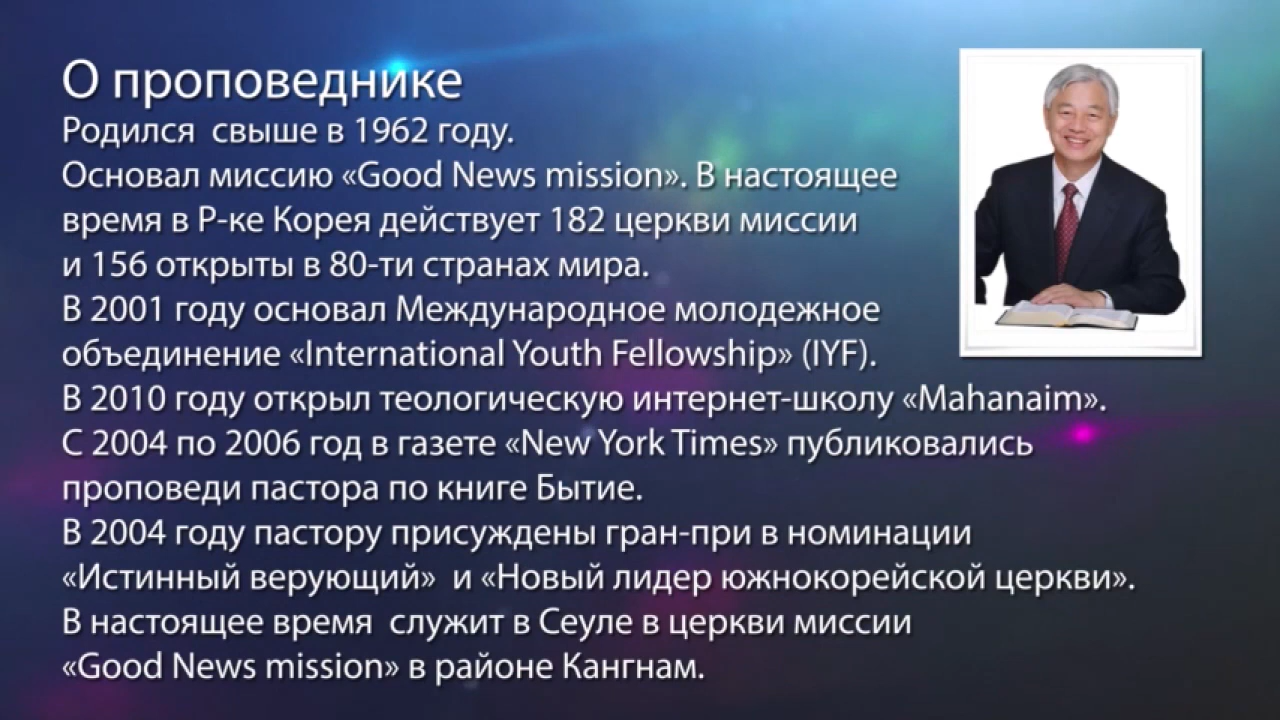 О проповеднике
Родился свыше в 1962 году.
Основал миссию «Good News mission». В настоящее
время в Р-ке Корея действует 182 церкви миссии
и 156 открыты в 80-ти странах мира.
В 2001 году основал Международное молодежное
объединение «International Youth Fellowship» (IYF).
В 2010 году открыл теологическую интернет-школу «Mahanaim».
С 2004 по 2006 год в газете «New York Times» публиковались
проповеди пастора по книге Бытие.
В 2004 году пастору присуждены гран-при в номинации
«Истинный верующий» и «Новый лидер южнокорейской церкви».
В настоящее время служит в Сеуле в церкви миссии
«Good News mission» в районе Кангнам.